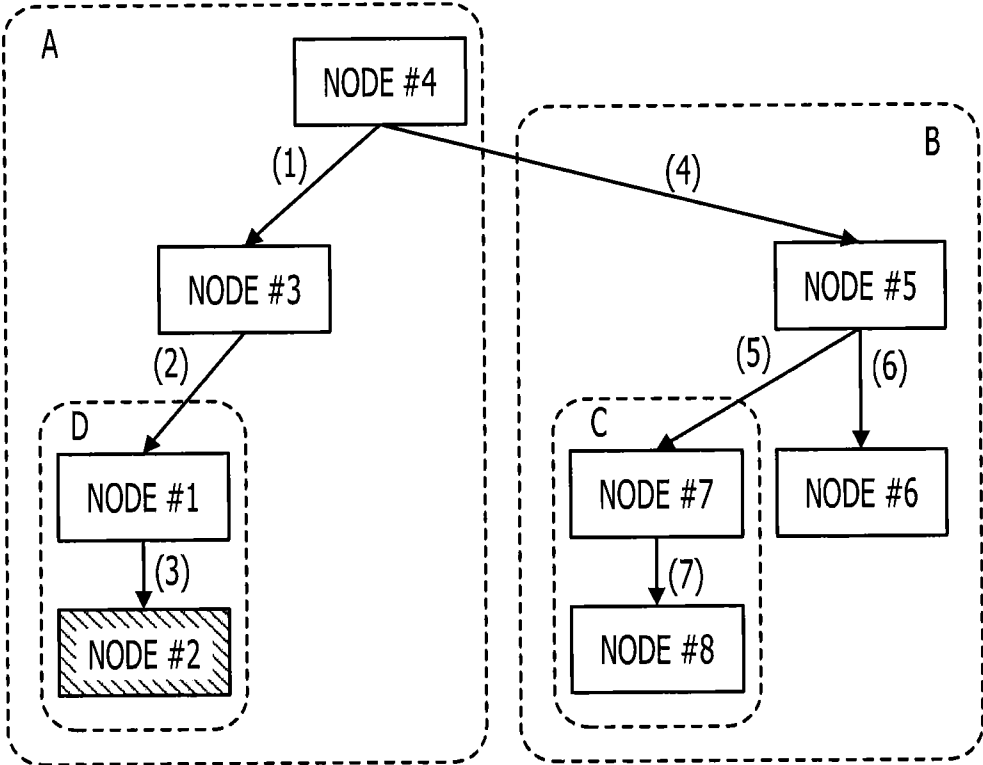 A
NODE #4
B
(1)
(4)
NODE #3
NODE #5
(2)
(5)
(6)
D
C
NODE #1
NODE #7
NODE #6
(3)
(7)
NODE #2
NODE #8